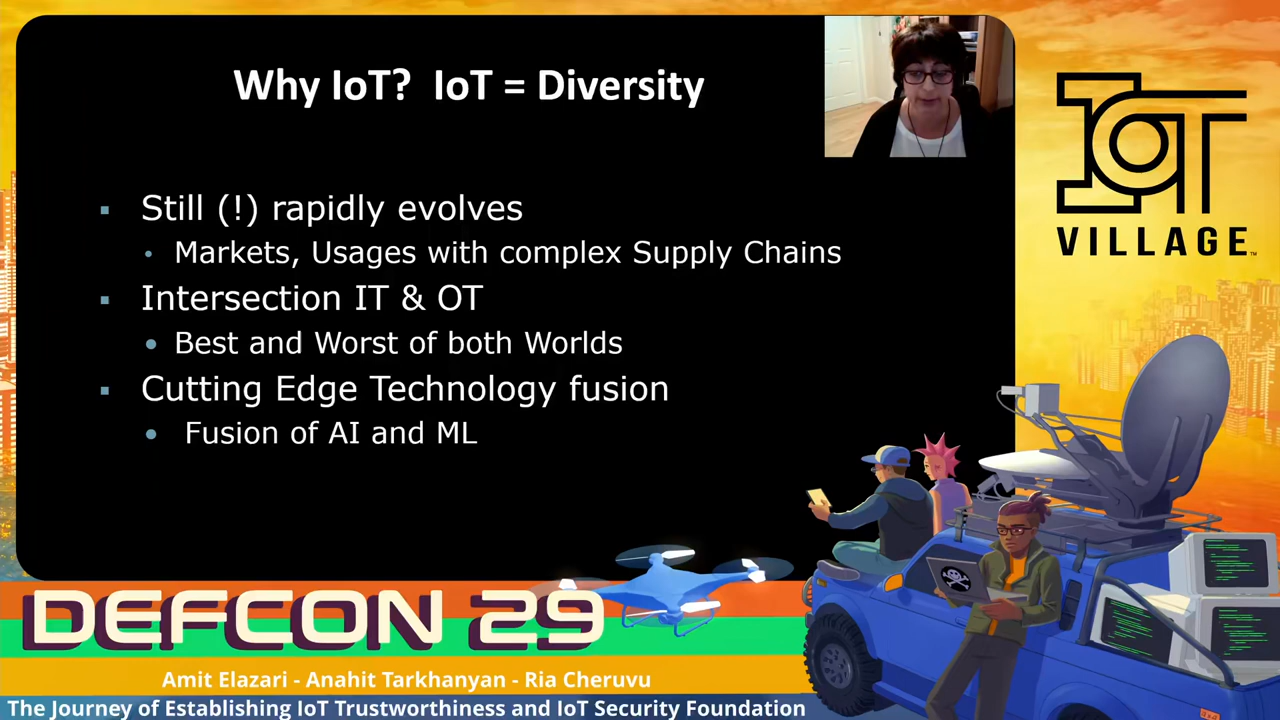 Why IoT?  IoT = Diversity
Still (!) rapidly evolves
Markets, Usages with complex Supply Chains
Intersection IT & OT
Best and Worst of both Worlds
Cutting Edge Technology fusion
Fusion of AI and ML
IOT
VILLAGE™
DEFCON 29
Amit Elazari - Anahit Tarkhanyan - Ria Cheruvu
The Journey of Establishing IoT Trustworthiness and IoT Security Foundation